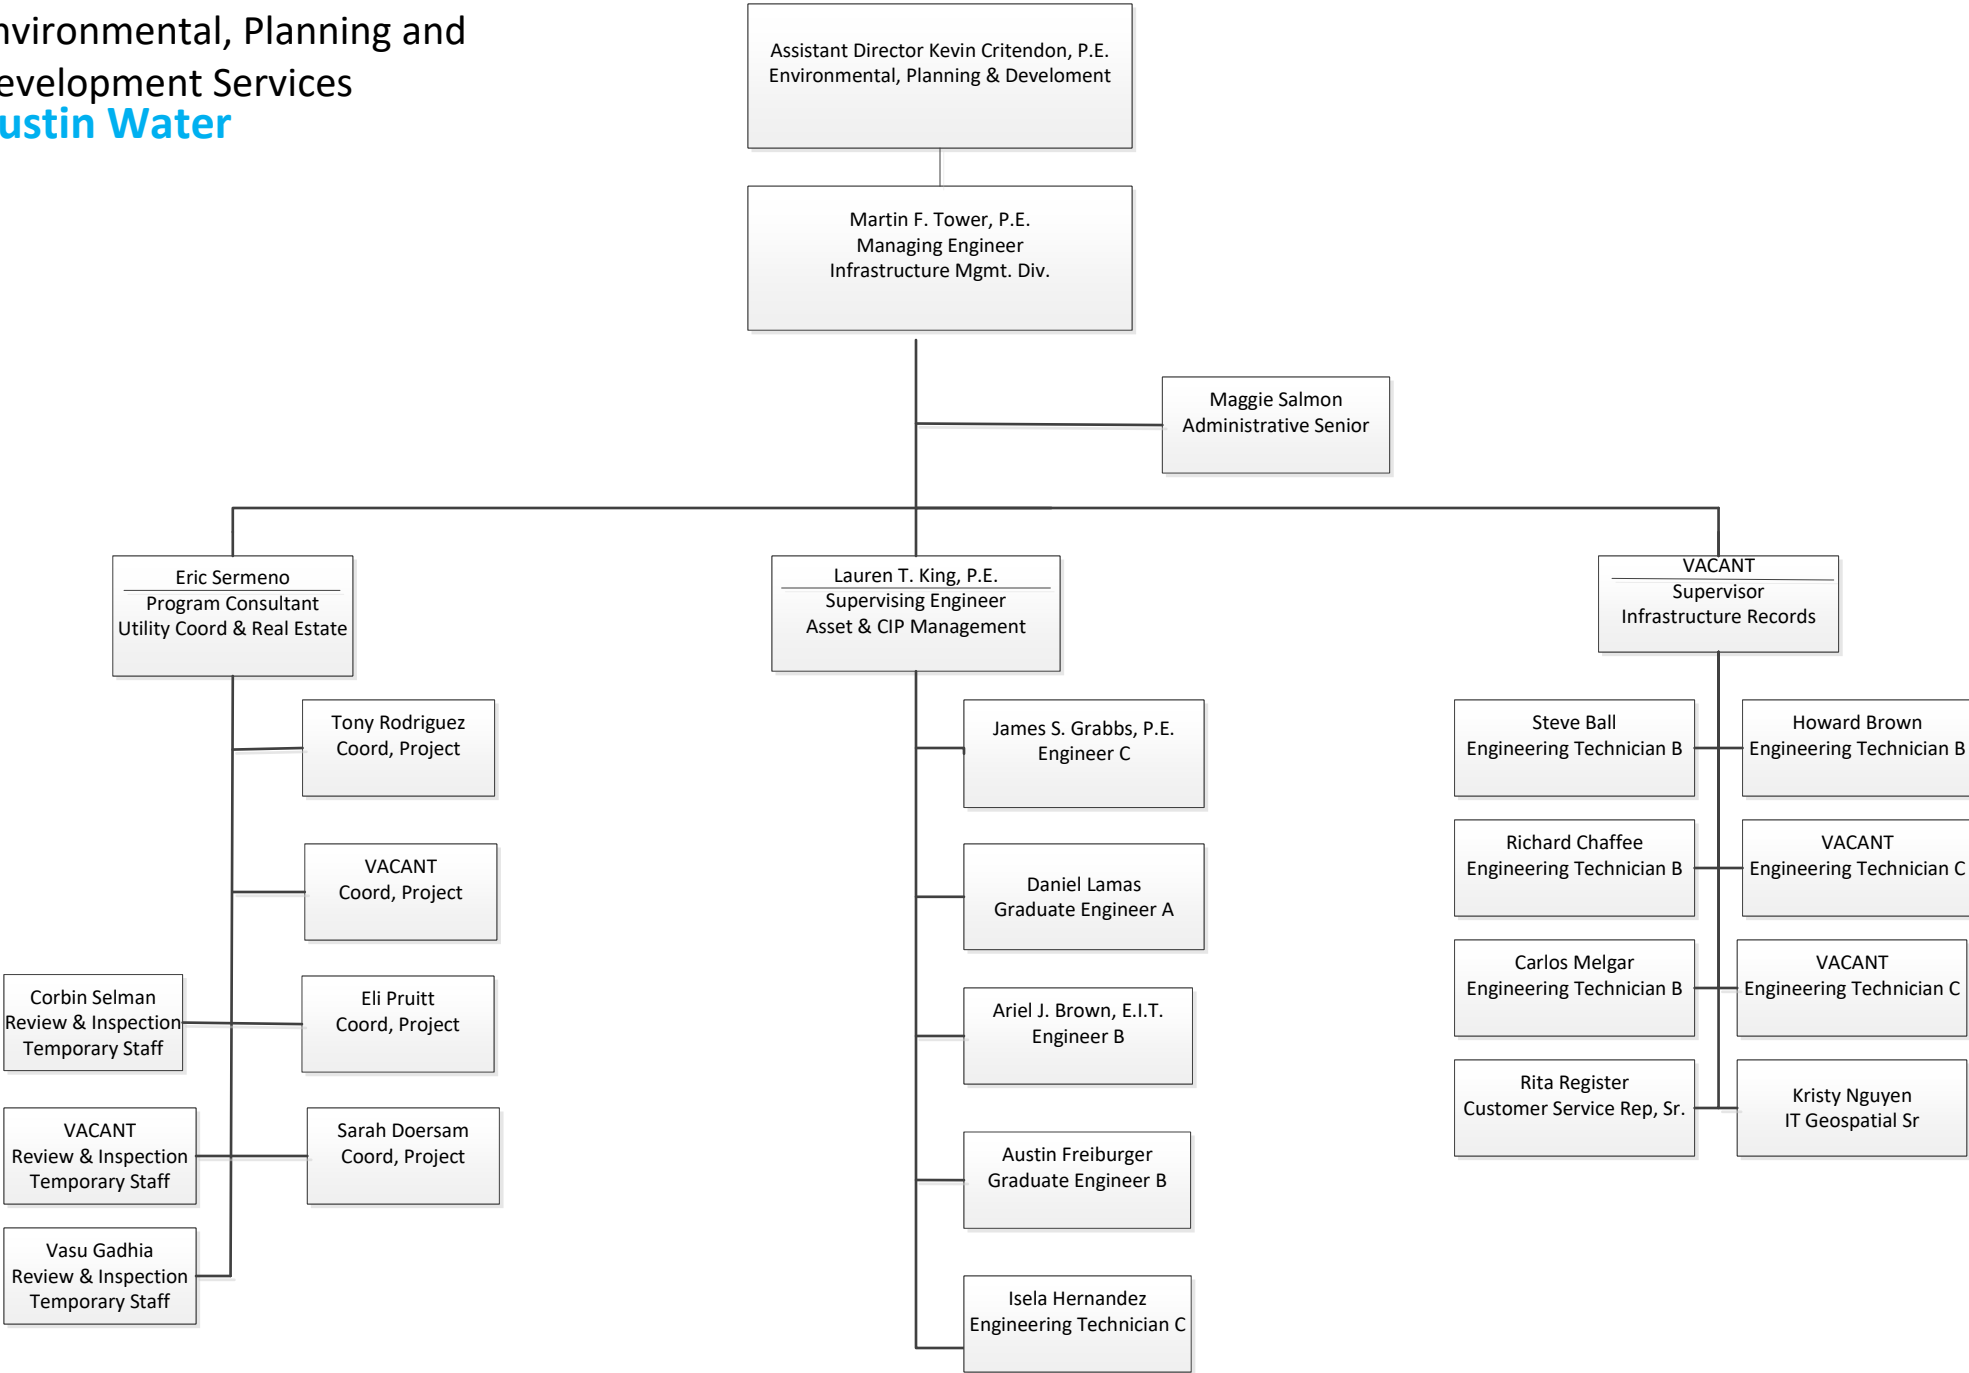 nvironmental, Planning and
evelopment Services
ustin Water
Assistant Director Kevin Critendon, P.E.
Environmental, Planning & Develoment
Martin F. Tower, P.E.
Managing Engineer
Infrastructure Mgmt. Div.
Maggie Salmon
Administrative Senior
Eric Sermeno
Program Consultant
Utility Coord & Real Estate
Lauren T. King, P.E.
Supervising Engineer
Asset & CIP Management
VACANT
Supervisor
Infrastructure Records
Tony Rodriguez
Coord, Project
VACANT
Coord, Project
Corbin Selman
Review & Inspection
Temporary Staff
Eli Pruitt
Coord, Project
VACANT
Review & Inspection
Temporary Staff
Sarah Doersam
Coord, Project
Vasu Gadhia
Review & Inspection
Temporary Staff
James S. Grabbs, P.E.
Engineer C
Daniel Lamas
Graduate Engineer A
Ariel J. Brown, E.I.T.
Engineer B
Austin Freiburger
Graduate Engineer B
Isela Hernandez
Engineering Technician C
Steve Ball
Engineering Technician B
Howard Brown
Engineering Technician B
Richard Chaffee
Engineering Technician B
VACANT
Engineering Technician C
Carlos Melgar
Engineering Technician B
VACANT
Engineering Technician C
Rita Register
Customer Service Rep, Sr.
Kristy Nguyen
IT Geospatial Sr